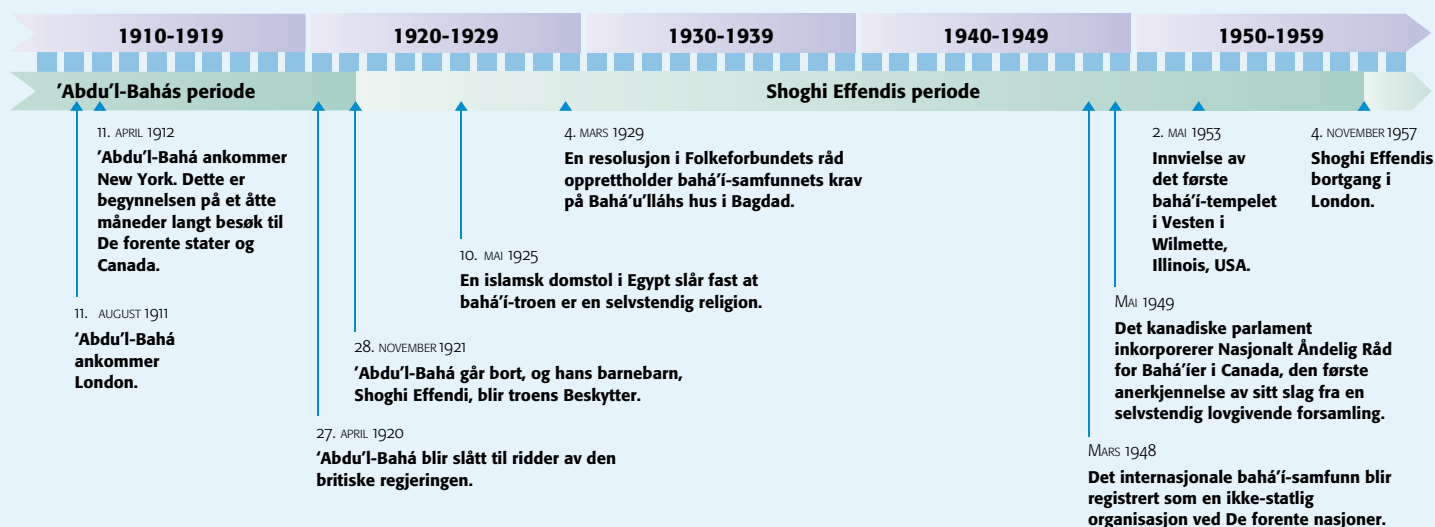 1910-1919
1920-1929
1930-1939
1940-1949
1950-1959
’Abdu’l-Bahás periode
Shoghi Effendis periode
11. APRIL 1912
’Abdu’l-Bahá ankommer
New York. Dette er
begynnelsen på et åtte
måneder langt besøk til
De forente stater og
Canada.
11. AUGUST 1911
‘Abdu’l-Bahá
ankommer
London.
4. MARS 1929
En resolusjon i Folkeforbundets råd
opprettholder bahá’í-samfunnets krav
på Bahá’u’lláhs hus i Bagdad.
10. MAI 1925
En islamsk domstol i Egypt slår fast at
bahá’í-troen er en selvstendig religion.
28. NOVEMBER 1921
’Abdu’l-Bahá går bort, og hans barnebarn,
Shoghi Effendi, blir troens Beskytter.
27. APRIL 1920
‘Abdu’l-Bahá blir slått til ridder av den
britiske regjeringen.
2. MAI 1953
Innvielse av
det første
bahá’í-tempelet
i Vesten i
Wilmette,
Illinois, USA.
4. NOVEMBER 1957
Shoghi Effendis
bortgang i
London.
MAI 1949
Det kanadiske parlament
inkorporerer Nasjonalt Åndelig Råd
for Bahá’íer i Canada, den første
anerkjennelse av sitt slag fra en
selvstendig lovgivende forsamling.
MARS 1948
Det internasjonale bahá’í-samfunn blir
registrert som en ikke-statlig
organisasjon ved De forente nasjoner.